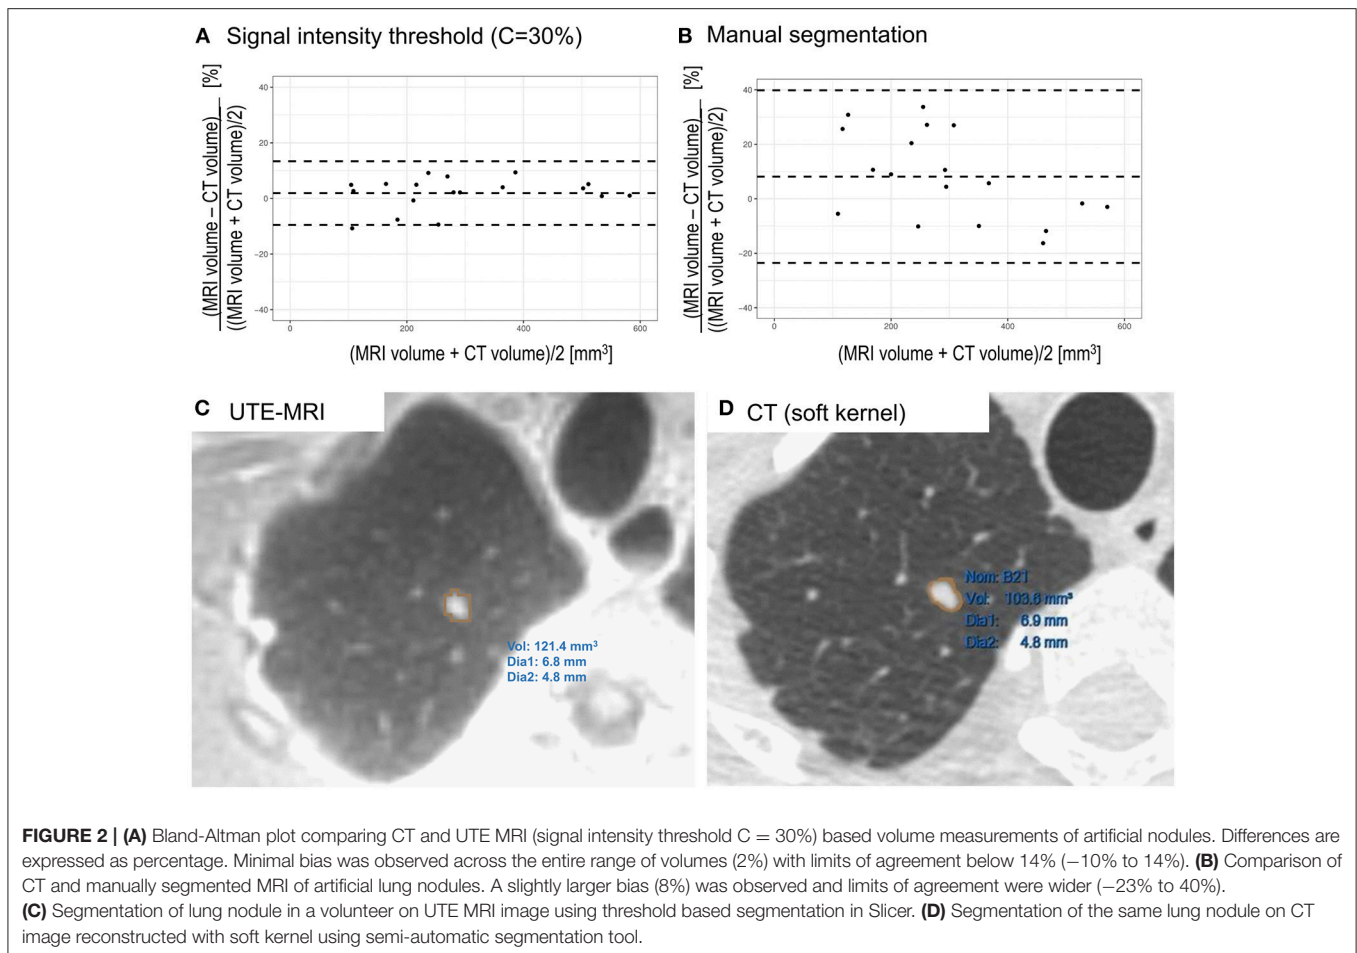 A Signal intensity threshold (C=30%)
(MRI volume – CT volume) [%]
((MRI volume + CT volume)/2)
40
20
0
−20
−40
0 200 400 600
(MRI volume + CT volume)/2 [mm³]
B Manual segmentation
(MRI volume – CT volume) [%]
((MRI volume + CT volume)/2)
40
20
0
−20
−40
0 200 400 600
(MRI volume + CT volume)/2 [mm³]
C UTE-MRI
Vol: 121.4 mm³
Dia1: 6.8 mm
Dia2: 4.8 mm
D CT (soft kernel)
Nom: B21
Vol: 103.6 mm³
Dia1: 6.9 mm
Dia2: 4.8 mm
FIGURE 2 | (A) Bland-Altman plot comparing CT and UTE MRI (signal intensity threshold C = 30%) based volume measurements of artificial nodules. Differences are
expressed as percentage. Minimal bias was observed across the entire range of volumes (2%) with limits of agreement below 14% (−10% to 14%). (B) Comparison of
CT and manually segmented MRI of artificial lung nodules. A slightly larger bias (8%) was observed and limits of agreement were wider (−23% to 40%).
(C) Segmentation of lung nodule in a volunteer on UTE MRI image using threshold based segmentation in Slicer. (D) Segmentation of the same lung nodule on CT
image reconstructed with soft kernel using semi-automatic segmentation tool.